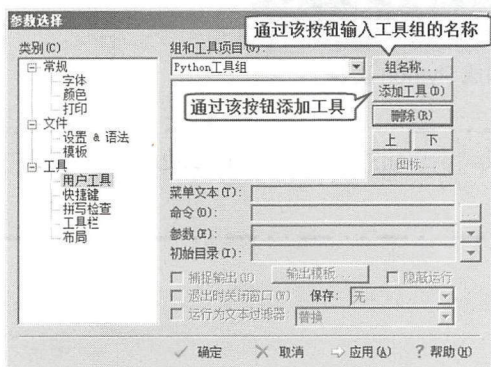 参数选择
通过该按钮输入工具组的名称
类别(C)
组和工具项目
常规
字体
颜色
打印
文件
设置 & 语法
模板
工具
用户工具
快捷键
拼写检查
工具栏
布局
Python工具组
组名称...
添加工具(D)
通过该按钮添加工具
删除(R)
上
下
图标...
菜单文本(T):
命令(O):
参数(E):
初始目录(I):
捕捉输出(U)
输出模板...
隐蔽运行
退出时关闭窗口(W)
保存:
无
运行为文本过滤器
替换
确定
取消
应用(A)
? 帮助(H)